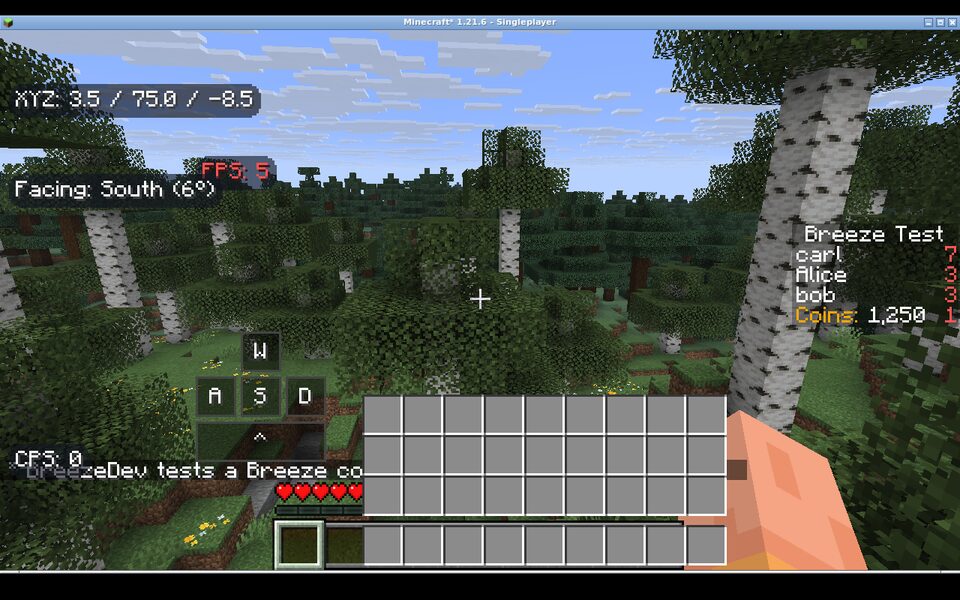 Minecraft* 1.21.6 - Singleplayer
XYZ: 3.5 / 75.0 / -8.5
FPS: 5
Facing: South (6°)
Breeze Test
carl 7
Alice 3
bob 3
Coins: 1,250 1
W
A S D
^
CPS: 0
BreezeDev tests a Breeze co